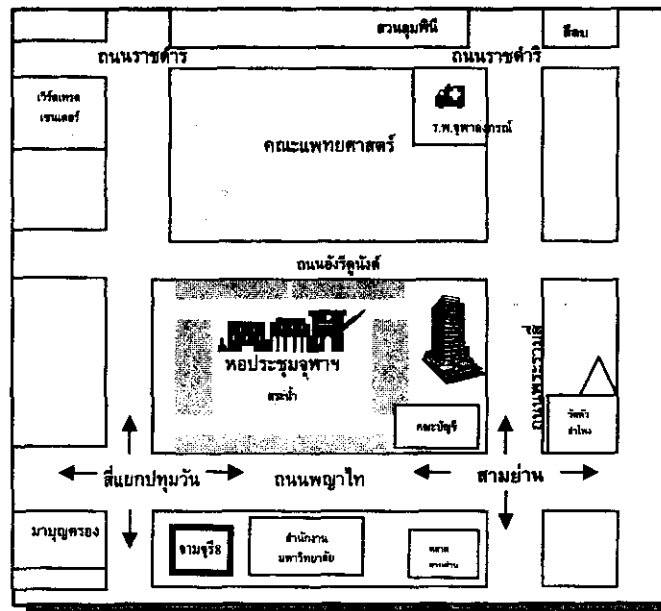 สวนลุมพินี
สีลม
ถนนราชดำร
ถนนราชดำริ
เวิร์ดเทรด
เซนเตอร์
ร.พ.จุฬาลงกรณ์
คณะแพทยศาสตร์
ถนนอังรีดูนังต์
หอประชุมจุฬาฯ
สระน้ำ
คณะบัญชี
วัดหัว
ลำโพง
สี่แยกปทุมวัน
ถนนพญาไท
สามย่าน
มาบุญครอง
จามจุรี8
สำนักงาน
มหาวิทยาลัย
ตลาด
สามย่าน